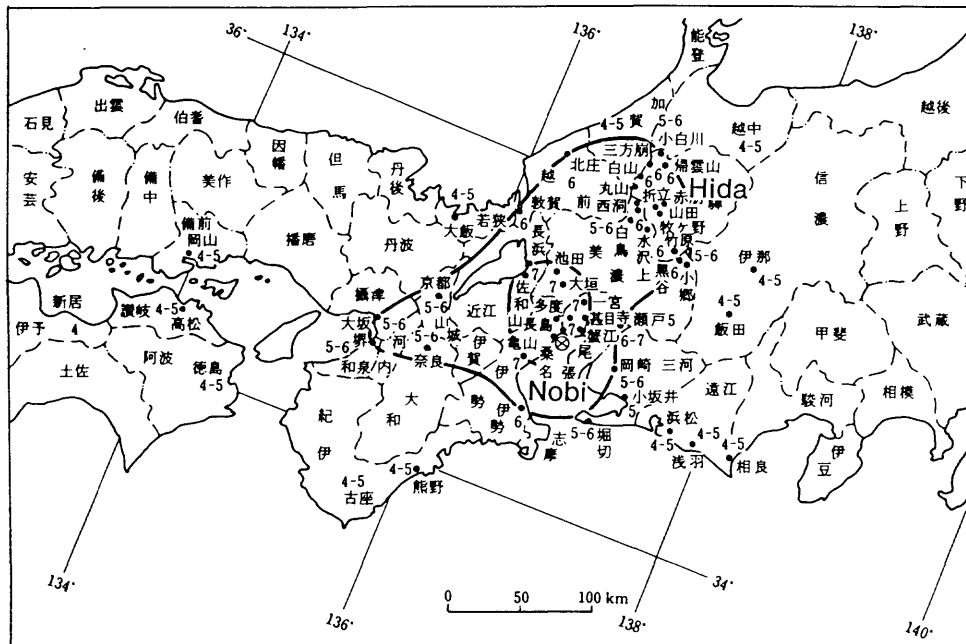 36°
134°
136°
138°
能登
石見
出雲
伯耆
因幡
但馬
丹後
加賀
越中
4-5
越後
安芸
備後
備中
美作
備前
岡山
4-5
播磨
丹波
4-5
大飯
若狭
越前
4-5
北庄
6
敦賀
6
5-6
小白川
三方崩
白山
帰雲山
丸山
西洞
折立
Hida
6
6
6
6
白鳥
水沢上
牧ヶ野
竹原
5-6
黒谷
小郷
信濃
上野
下野
武蔵
甲斐
相模
駿河
伊豆
遠江
三河
美濃
伊那
4-5
4-5
飯田
新居
伊予
4
讃岐
4-5
高松
阿波
徳島
4-5
土佐
摂津
京都
5-6
山城
近江
伊賀
大坂
5-6
堺
5-6
河内
和泉
奈良
5-6
大和
紀伊
伊勢
伊勢
6
志摩
長浜
7
佐和山
池田
7
大垣
多度
一宮
長島
7
甚目寺
6-7
蟹江
瀬戸
5
亀山
7
桑名
尾張
Nobi
岡崎
5-6
小坂井
5
5-6
堀切
浜松
4-5
4-5
浅羽
4-5
相良
4-5
熊野
4-5
古座
134°
136°
138°
34°
140°
0 50 100 km